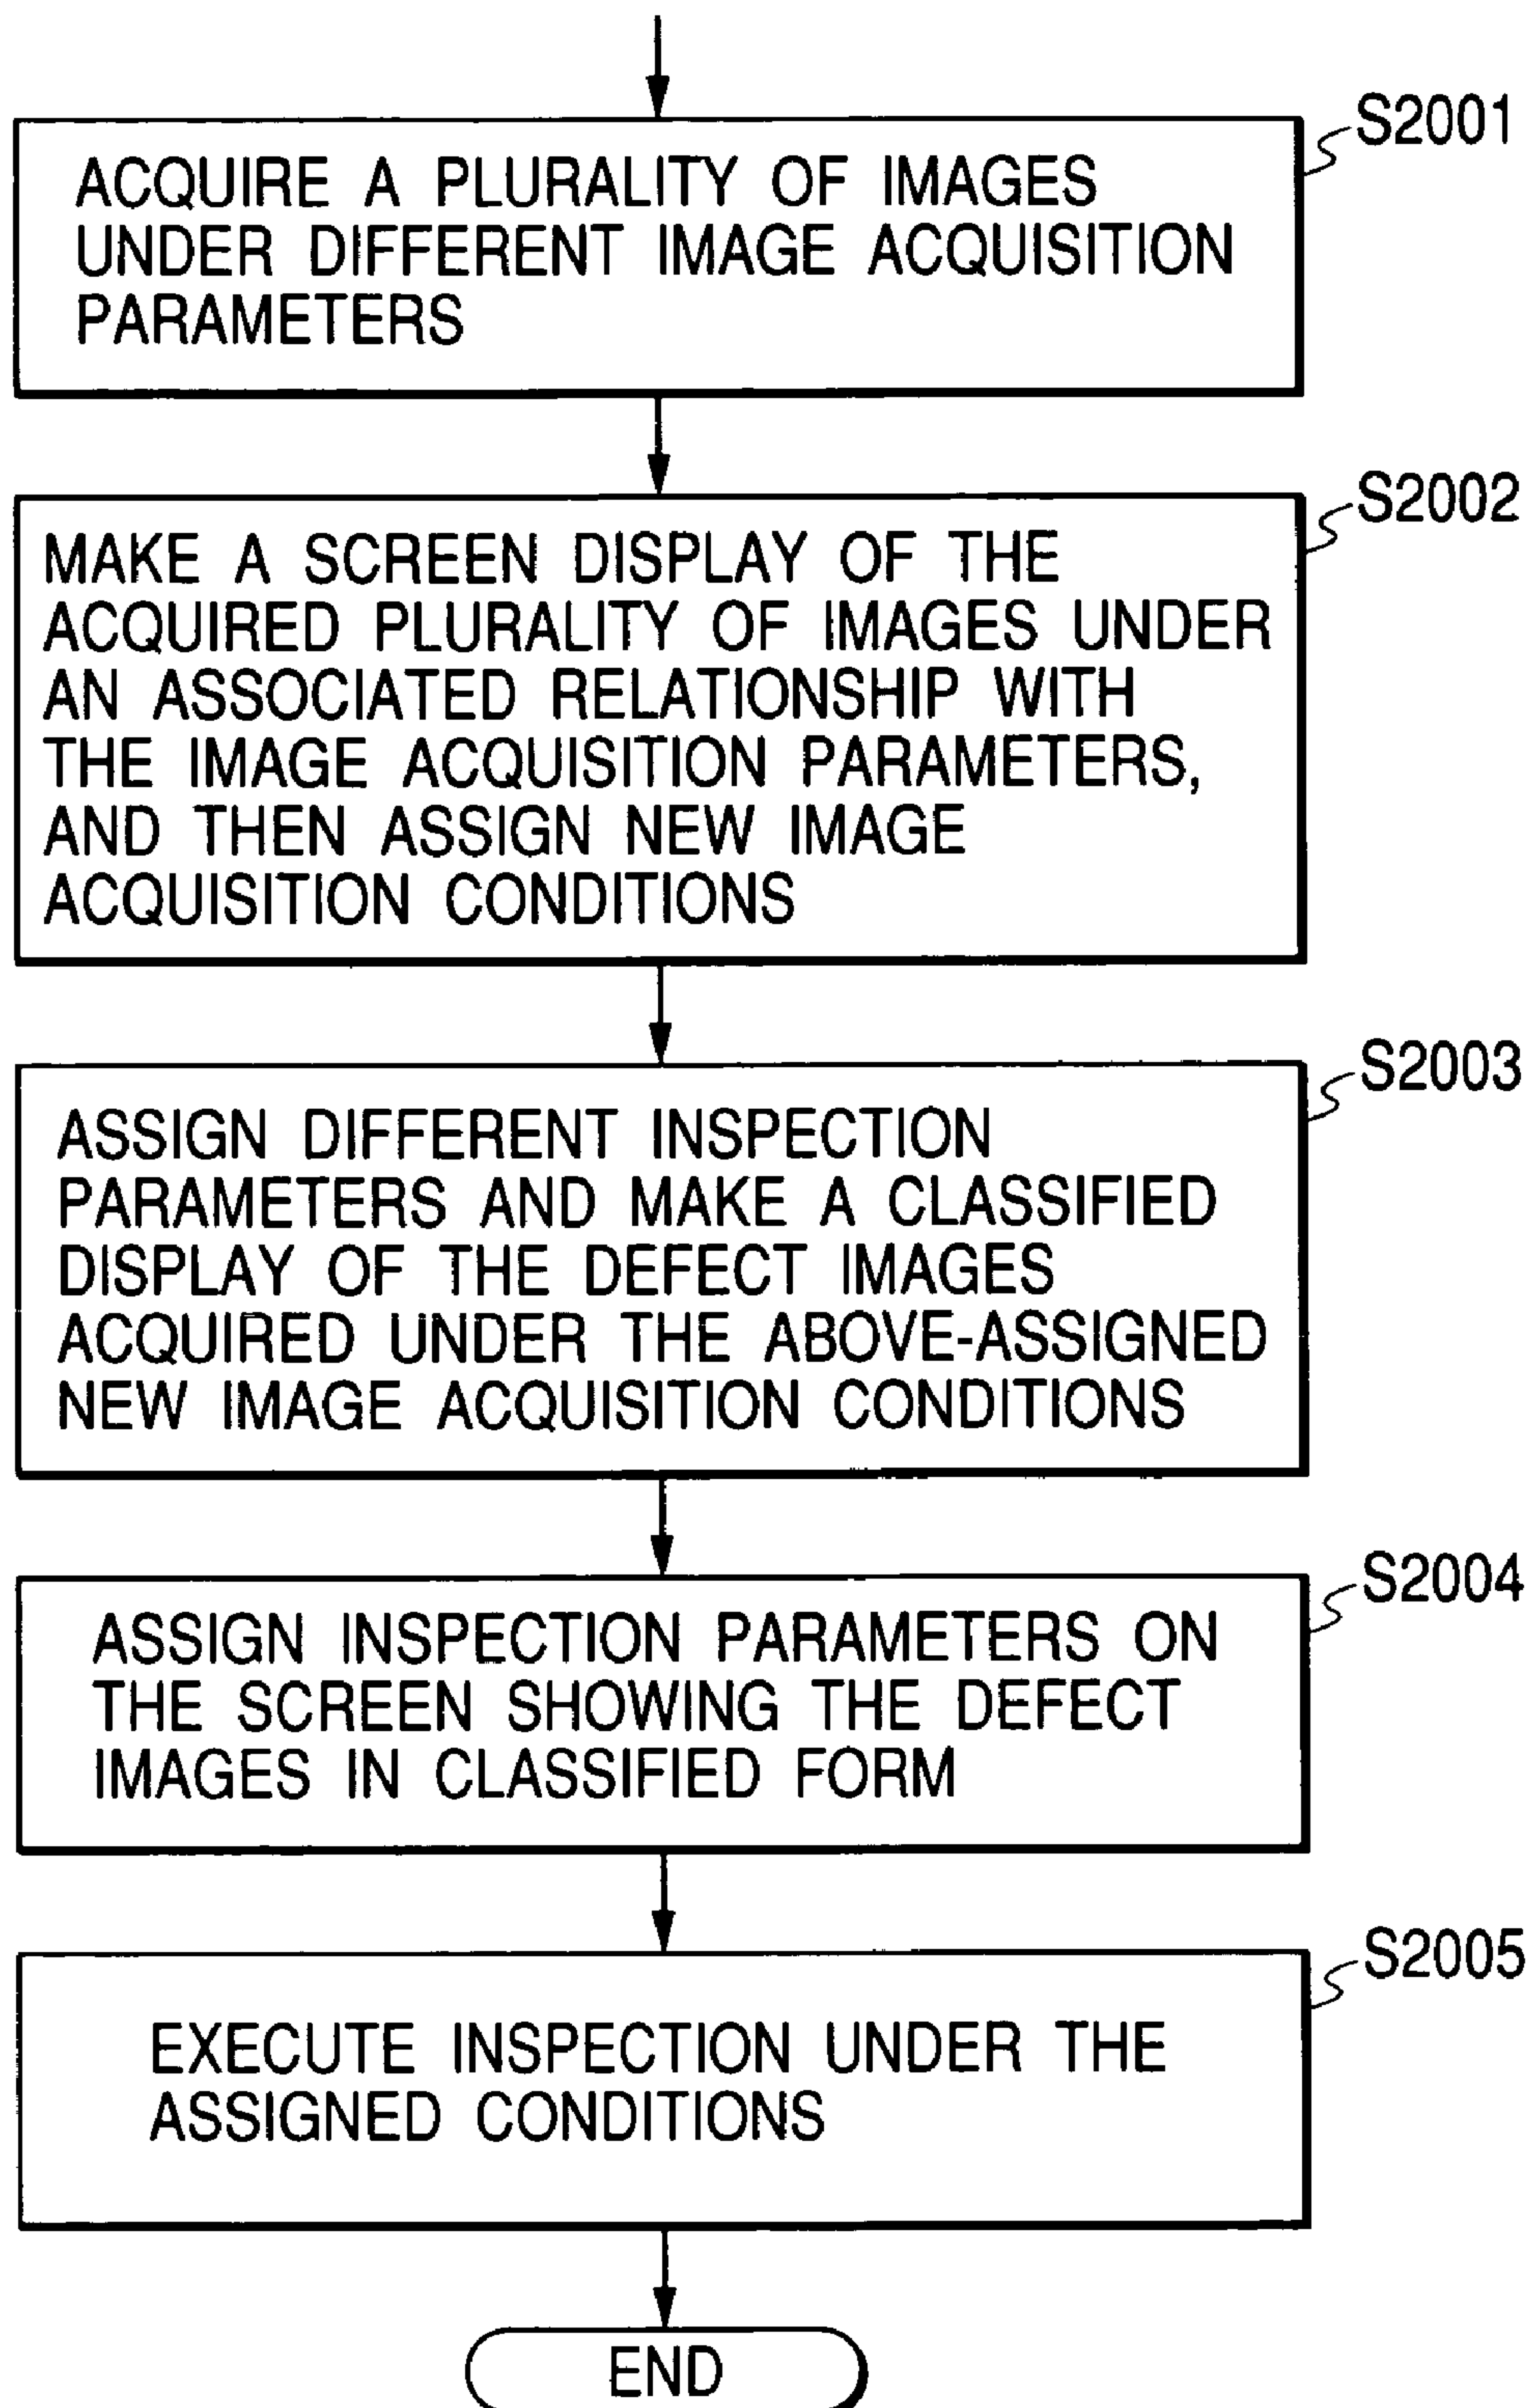 S2001
ACQUIRE A PLURALITY OF IMAGES
UNDER DIFFERENT IMAGE ACQUISITION
PARAMETERS
S2002
MAKE A SCREEN DISPLAY OF THE
ACQUIRED PLURALITY OF IMAGES UNDER
AN ASSOCIATED RELATIONSHIP WITH
THE IMAGE ACQUISITION PARAMETERS,
AND THEN ASSIGN NEW IMAGE
ACQUISITION CONDITIONS
S2003
ASSIGN DIFFERENT INSPECTION
PARAMETERS AND MAKE A CLASSIFIED
DISPLAY OF THE DEFECT IMAGES
ACQUIRED UNDER THE ABOVE-ASSIGNED
NEW IMAGE ACQUISITION CONDITIONS
S2004
ASSIGN INSPECTION PARAMETERS ON
THE SCREEN SHOWING THE DEFECT
IMAGES IN CLASSIFIED FORM
S2005
EXECUTE INSPECTION UNDER THE
ASSIGNED CONDITIONS
END